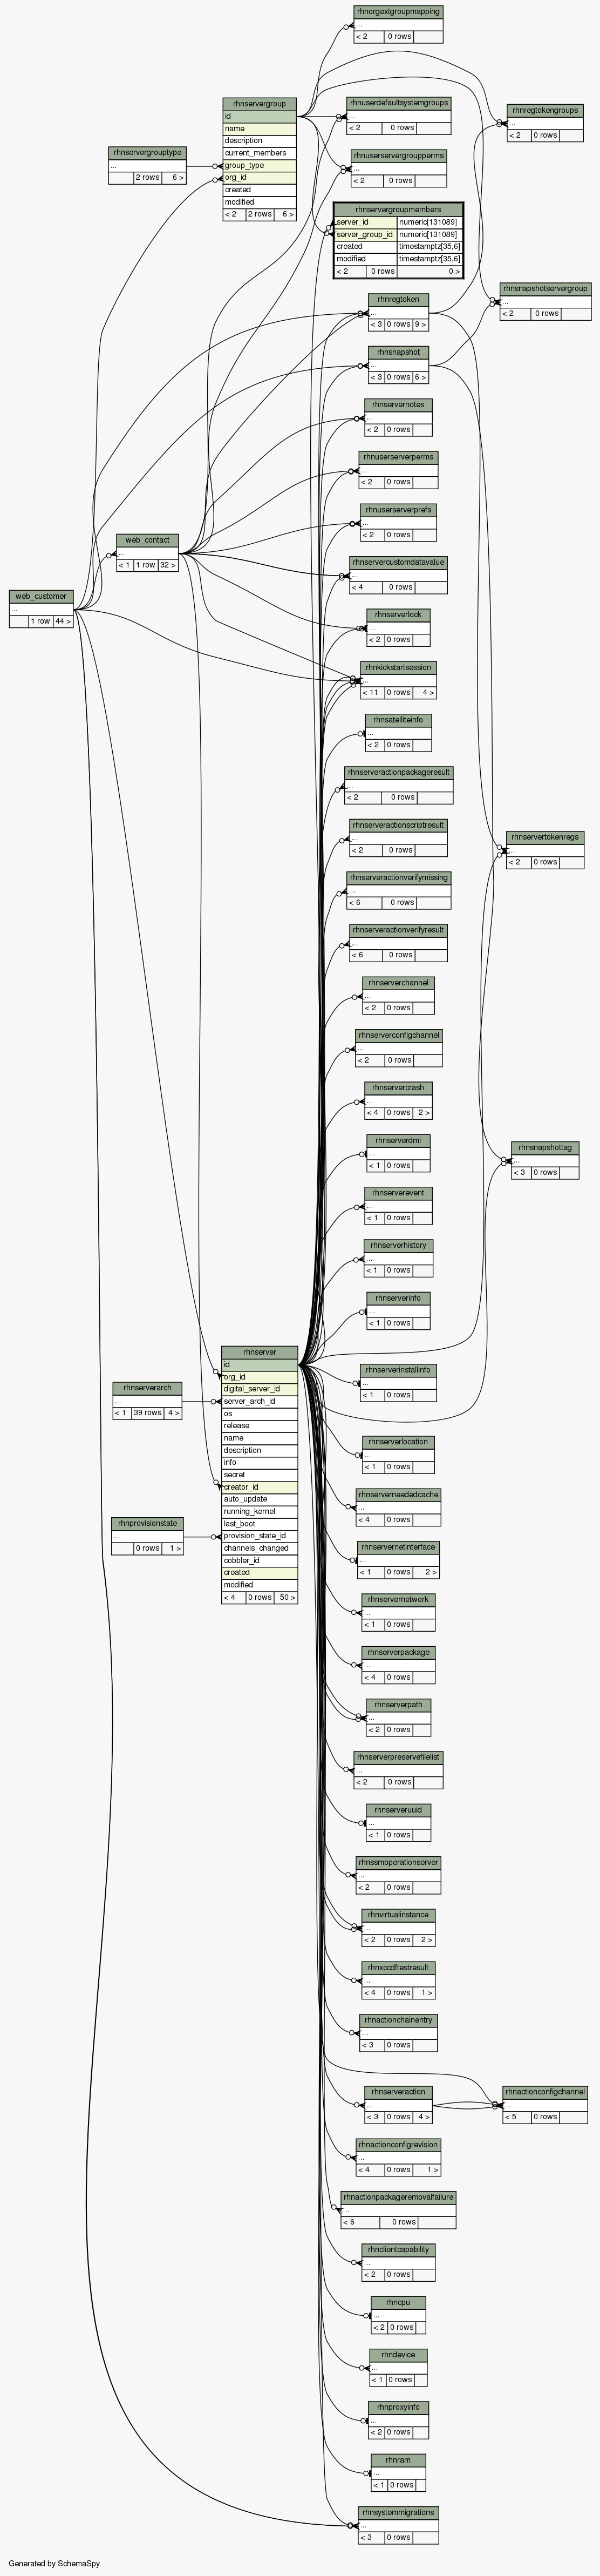 rhnorgextgroupmapping
...
< 2 0 rows
rhnservergroup
id
name
description
current_members
group_type
org_id
created
modified
< 2 2 rows 6 >
rhnuserdefaultsystemgroups
...
< 2 0 rows
rhnregtokengroups
...
< 2 0 rows
rhnservergrouptype
...
2 rows 6 >
rhnuserservergroupperms
...
< 2 0 rows
rhnservergroupmembers
server_id numeric[131089]
server_group_id numeric[131089]
created timestamptz[35,6]
modified timestamptz[35,6]
< 2 0 rows 0 >
rhnsnapshotservergroup
...
< 2 0 rows
rhnregtoken
...
< 3 0 rows 9 >
rhnsnapshot
...
< 3 0 rows 6 >
rhnservernotes
...
< 2 0 rows
rhnuserserverperms
...
< 2 0 rows
rhnuserserverprefs
...
< 2 0 rows
web_contact
...
< 1 1 row 32 >
rhnservercustomdatavalue
...
< 4 0 rows
web_customer
...
1 row 44 >
rhnserverlock
...
< 2 0 rows
rhnkickstartsession
...
< 11 0 rows 4 >
rhnsatelliteinfo
...
< 2 0 rows
rhnserveractionpackageresult
...
< 2 0 rows
rhnserveractionscriptresult
...
< 2 0 rows
rhnservertokenregs
...
< 2 0 rows
rhnserveractionverifymissing
...
< 6 0 rows
rhnserveractionverifyresult
...
< 6 0 rows
rhnserverchannel
...
< 2 0 rows
rhnserverconfigchannel
...
< 2 0 rows
rhnservercrash
...
< 4 0 rows 2 >
rhnserverdmi
...
< 1 0 rows
rhnsnapshottag
...
< 3 0 rows
rhnserverevent
...
< 1 0 rows
rhnserverhistory
...
< 1 0 rows
rhnserverinfo
...
< 1 0 rows
rhnserver
id
org_id
digital_server_id
server_arch_id
os
release
name
description
info
secret
creator_id
auto_update
running_kernel
last_boot
provision_state_id
channels_changed
cobbler_id
created
modified
< 4 0 rows 50 >
rhnserverarch
...
< 1 39 rows 4 >
rhnprovisionstate
...
0 rows 1 >
rhnserverinstallinfo
...
< 1 0 rows
rhnserverlocation
...
< 1 0 rows
rhnserverneededcache
...
< 4 0 rows
rhnservernetinterface
...
< 1 0 rows 2 >
rhnservernetwork
...
< 1 0 rows
rhnserverpackage
...
< 4 0 rows
rhnserverpath
...
< 2 0 rows
rhnserverpreservefilelist
...
< 2 0 rows
rhnserveruuid
...
< 1 0 rows
rhnssmoperationserver
...
< 2 0 rows
rhnvirtualinstance
...
< 2 0 rows 2 >
rhnxccdftestresult
...
< 4 0 rows 1 >
rhnactionchainentry
...
< 3 0 rows
rhnserveraction
...
< 3 0 rows 4 >
rhnactionconfigchannel
...
< 5 0 rows
rhnactionconfigrevision
...
< 4 0 rows 1 >
rhnactionpackageremovalfailure
...
< 6 0 rows
rhnclientcapability
...
< 2 0 rows
rhncpu
...
< 2 0 rows
rhndevice
...
< 1 0 rows
rhnproxyinfo
...
< 2 0 rows
rhnram
...
< 1 0 rows
rhnsystemmigrations
...
< 3 0 rows
Generated by SchemaSpy